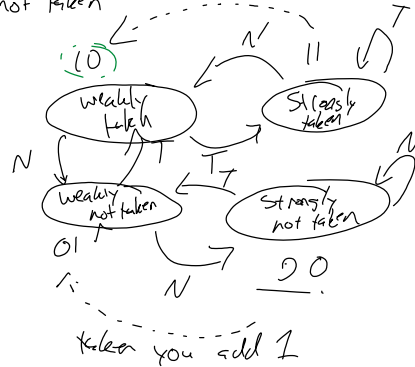 not taken
10
N
11
T
weakly
taken
Strongly
taken
N
T
T
T
N
weakly
not taken
Strongly
not taken
01
N
00
taken you add 1